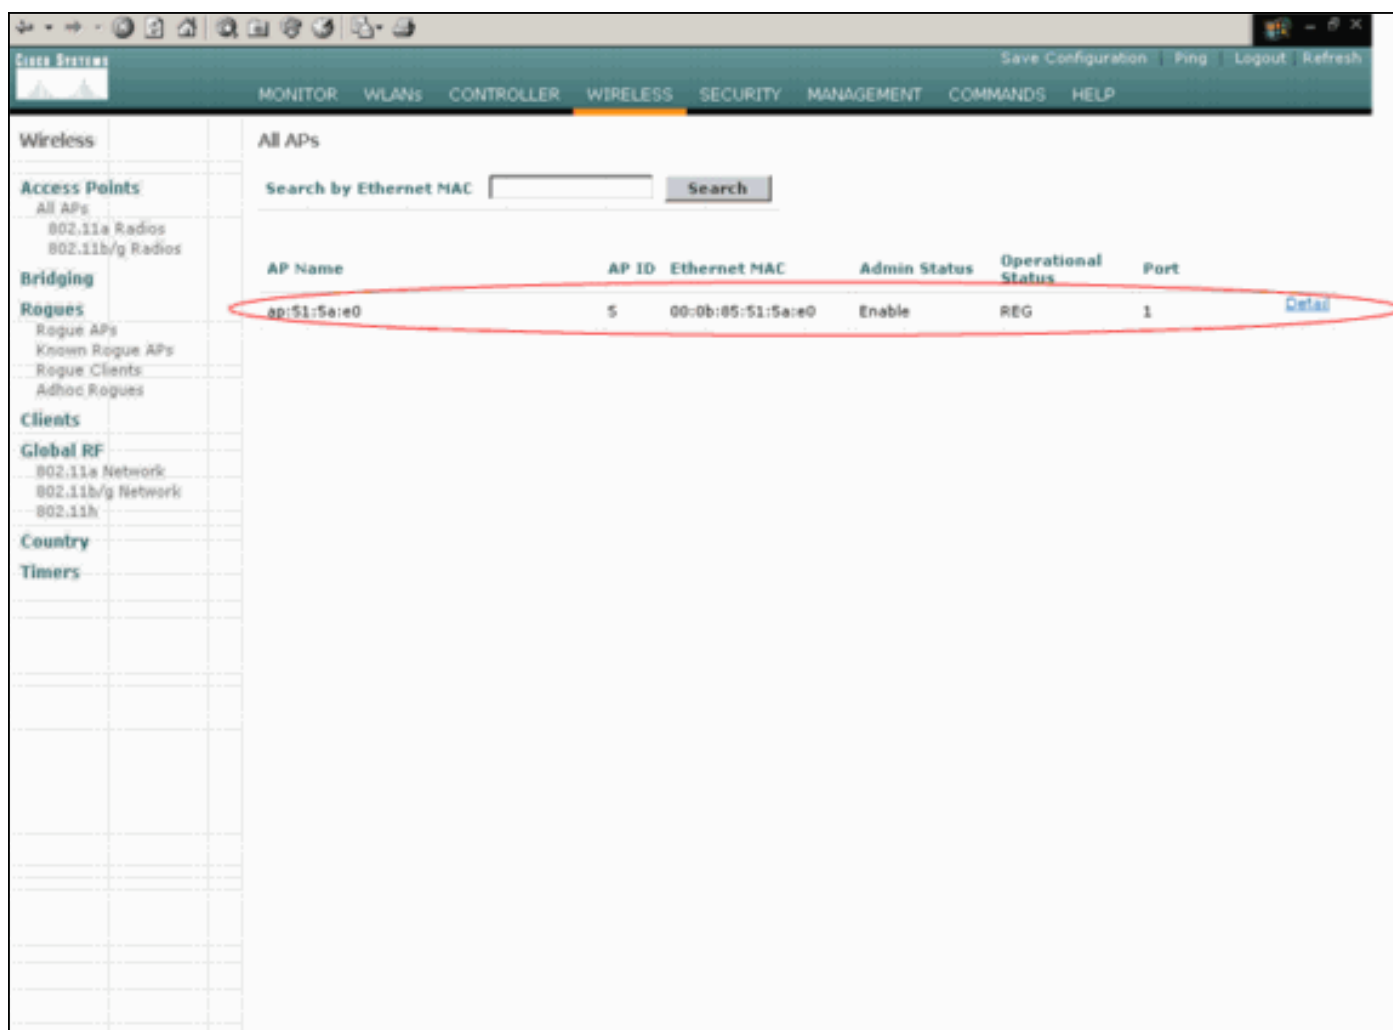 CISCO SYSTEMS
Save Configuration | Ping | Logout | Refresh
MONITOR WLANs CONTROLLER WIRELESS SECURITY MANAGEMENT COMMANDS HELP
Wireless
Access Points
All APs
802.11a Radios
802.11b/g Radios
Bridging
Rogues
Rogue APs
Known Rogue APs
Rogue Clients
Adhoc Rogues
Clients
Global RF
802.11a Network
802.11b/g Network
802.11h
Country
Timers
All APs
Search by Ethernet MAC Search
AP Name AP ID Ethernet MAC Admin Status Operational Status Port
ap:51:5a:e0 5 00:0b:85:51:5a:e0 Enable REG 1 Detail